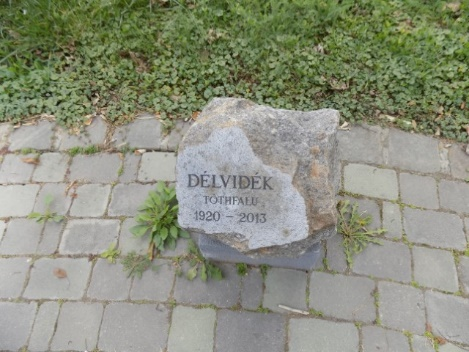 DÉLVIDÉK
TÓTHFALU
1920 - 2013